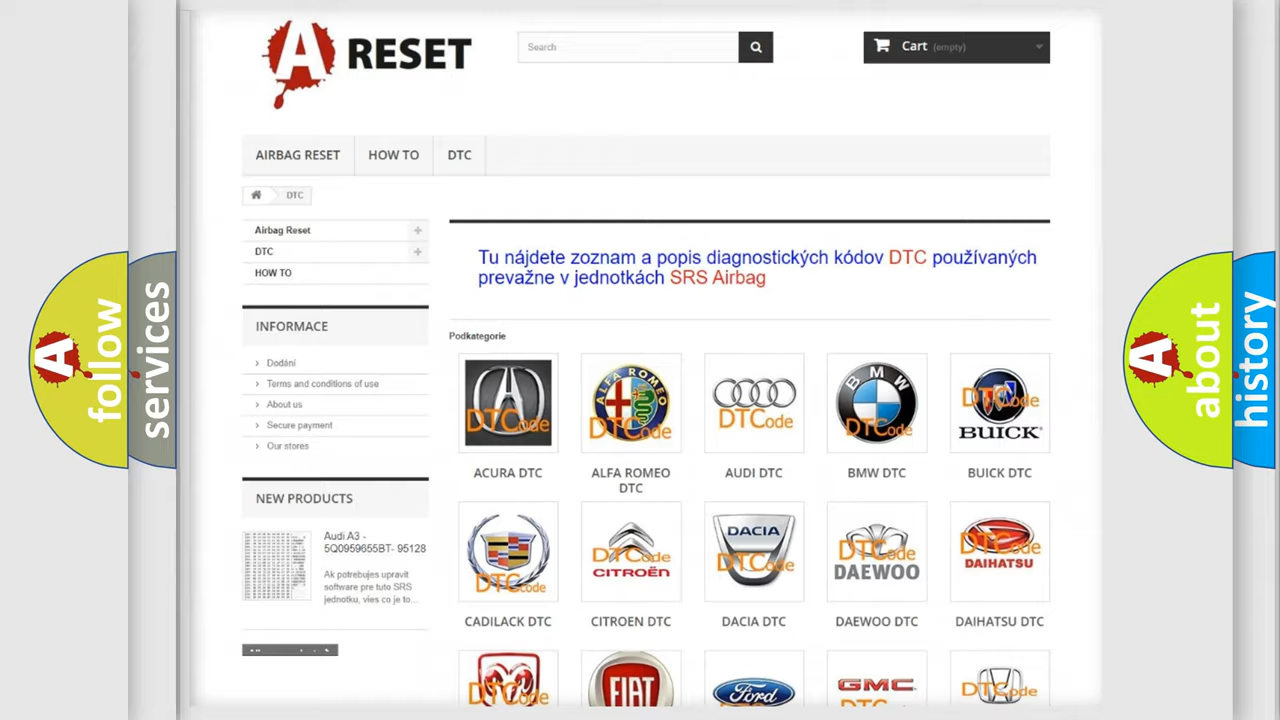 A RESET
Search
Cart (empty)
AIRBAG RESET
HOW TO
DTC
DTC
Airbag Reset
DTC
HOW TO
INFORMACE
Dodání
Terms and conditions of use
About us
Secure payment
Our stores
NEW PRODUCTS
Audi A3 -
5Q0959655BT- 95128
Ak potrebujes upravit
software pre tuto SRS
jednotku, vies co je to...
Tu nájdete zoznam a popis diagnostických kódov DTC používaných
prevažne v jednotkách SRS Airbag
Podkategorie
DTCode
ALFA ROMEO
DTCode
DTCode
BMW
DTCode
DTCode
BUICK
ACURA DTC
ALFA ROMEO
DTC
AUDI DTC
BMW DTC
BUICK DTC
DTCode
DTCode
CITROËN
DACIA
DTCode
DTCode
DAEWOO
DTCode
DAIHATSU
CADILACK DTC
CITROEN DTC
DACIA DTC
DAEWOO DTC
DAIHATSU DTC
DTCode
FIAT
Ford
GMC
DTCode
A follow
services
A about
history